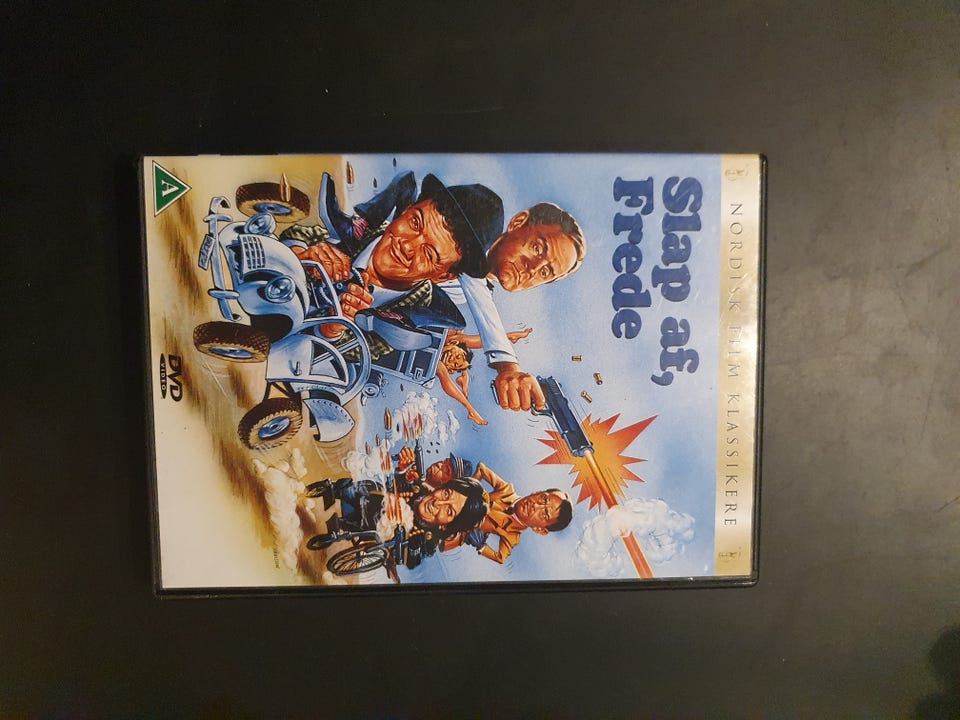 NORDISK FILM KLASSIKERE
Slap af,
Frede
A
DVD
VIDEO